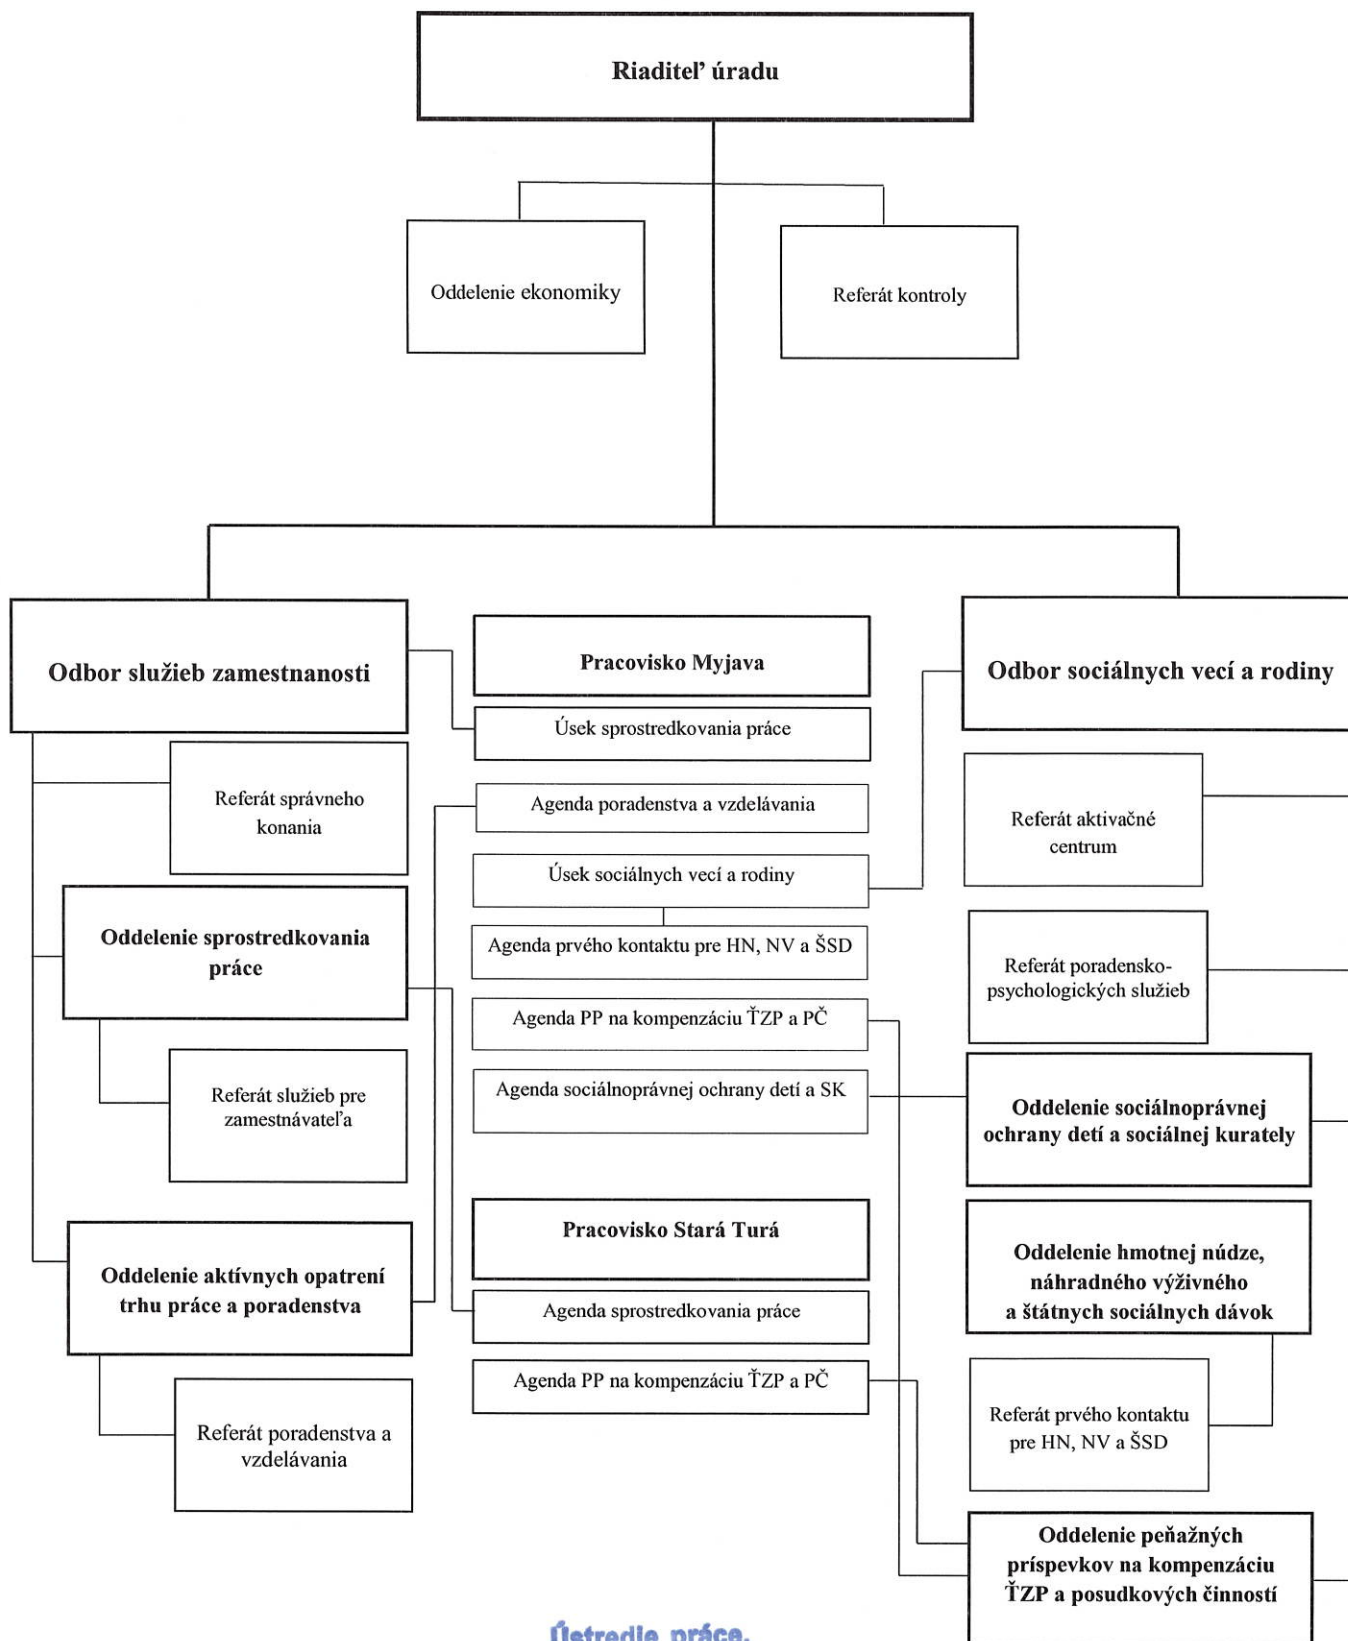 Riaditeľ úradu
Oddelenie ekonomiky
Referát kontroly
Odbor služieb zamestnanosti
Referát správneho
konania
Oddelenie sprostredkovania
práce
Referát služieb pre
zamestnávateľa
Oddelenie aktívnych opatrení
trhu práce a poradenstva
Referát poradenstva a
vzdelávania
Pracovisko Myjava
Úsek sprostredkovania práce
Agenda poradenstva a vzdelávania
Úsek sociálnych vecí a rodiny
Agenda prvého kontaktu pre HN, NV a ŠSD
Agenda PP na kompenzáciu ŤZP a PČ
Agenda sociálnoprávnej ochrany detí a SK
Pracovisko Stará Turá
Agenda sprostredkovania práce
Agenda PP na kompenzáciu ŤZP a PČ
Odbor sociálnych vecí a rodiny
Referát aktivačné
centrum
Referát poradensko-
psychologických služieb
Oddelenie sociálnoprávnej
ochrany detí a sociálnej kurately
Oddelenie hmotnej núdze,
náhradného výživného
a štátnych sociálnych dávok
Referát prvého kontaktu
pre HN, NV a ŠSD
Oddelenie peňažných
príspevkov na kompenzáciu
ŤZP a posudkových činností
Ústredie práce,